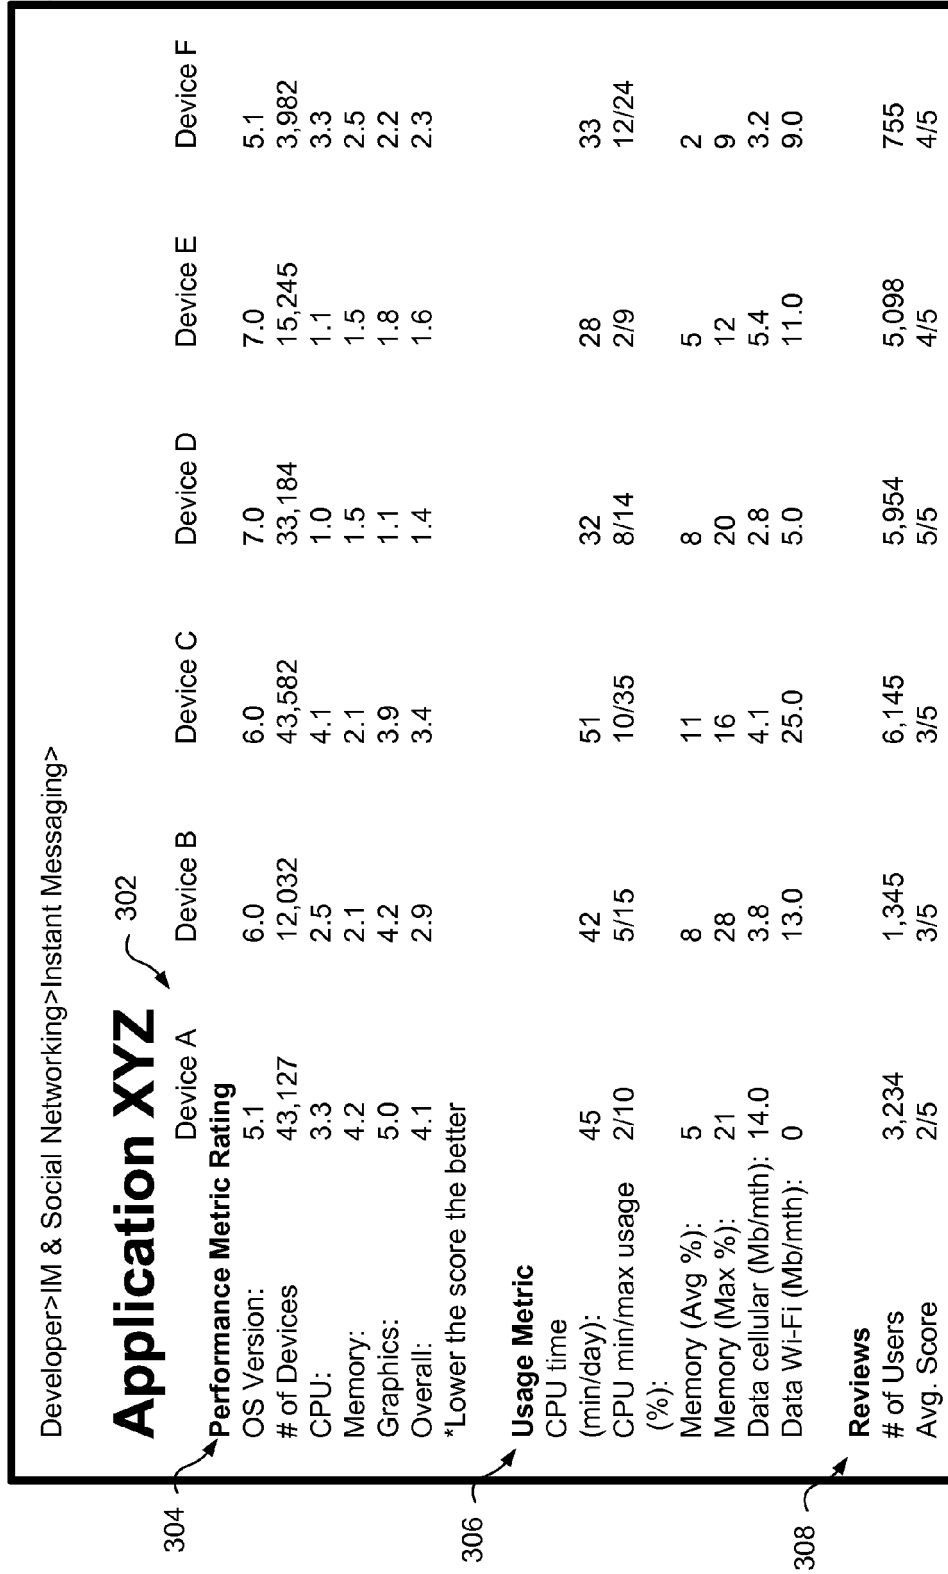 Developer>IM & Social Networking>Instant Messaging>
Application XYZ
302
Device A Device B Device C Device D Device E Device F
304
Performance Metric Rating
OS Version: 5.1 6.0 6.0 7.0 7.0 5.1
# of Devices 43,127 12,032 43,582 33,184 15,245 3,982
CPU: 3.3 2.5 4.1 1.0 1.1 3.3
Memory: 4.2 2.1 2.1 1.5 1.5 2.5
Graphics: 5.0 4.2 3.9 1.1 1.8 2.2
Overall: 4.1 2.9 3.4 1.4 1.6 2.3
*Lower the score the better
306
Usage Metric
CPU time
(min/day): 45 42 51 32 28 33
CPU min/max usage 2/10 5/15 10/35 8/14 2/9 12/24
(%):
Memory (Avg %): 5 8 11 8 5 2
Memory (Max %): 21 28 16 20 12 9
Data cellular (Mb/mth): 14.0 3.8 4.1 2.8 5.4 3.2
Data Wi-Fi (Mb/mth): 0 13.0 25.0 5.0 11.0 9.0
308
Reviews
# of Users 3,234 1,345 6,145 5,954 5,098 755
Avg. Score 2/5 3/5 3/5 5/5 4/5 4/5